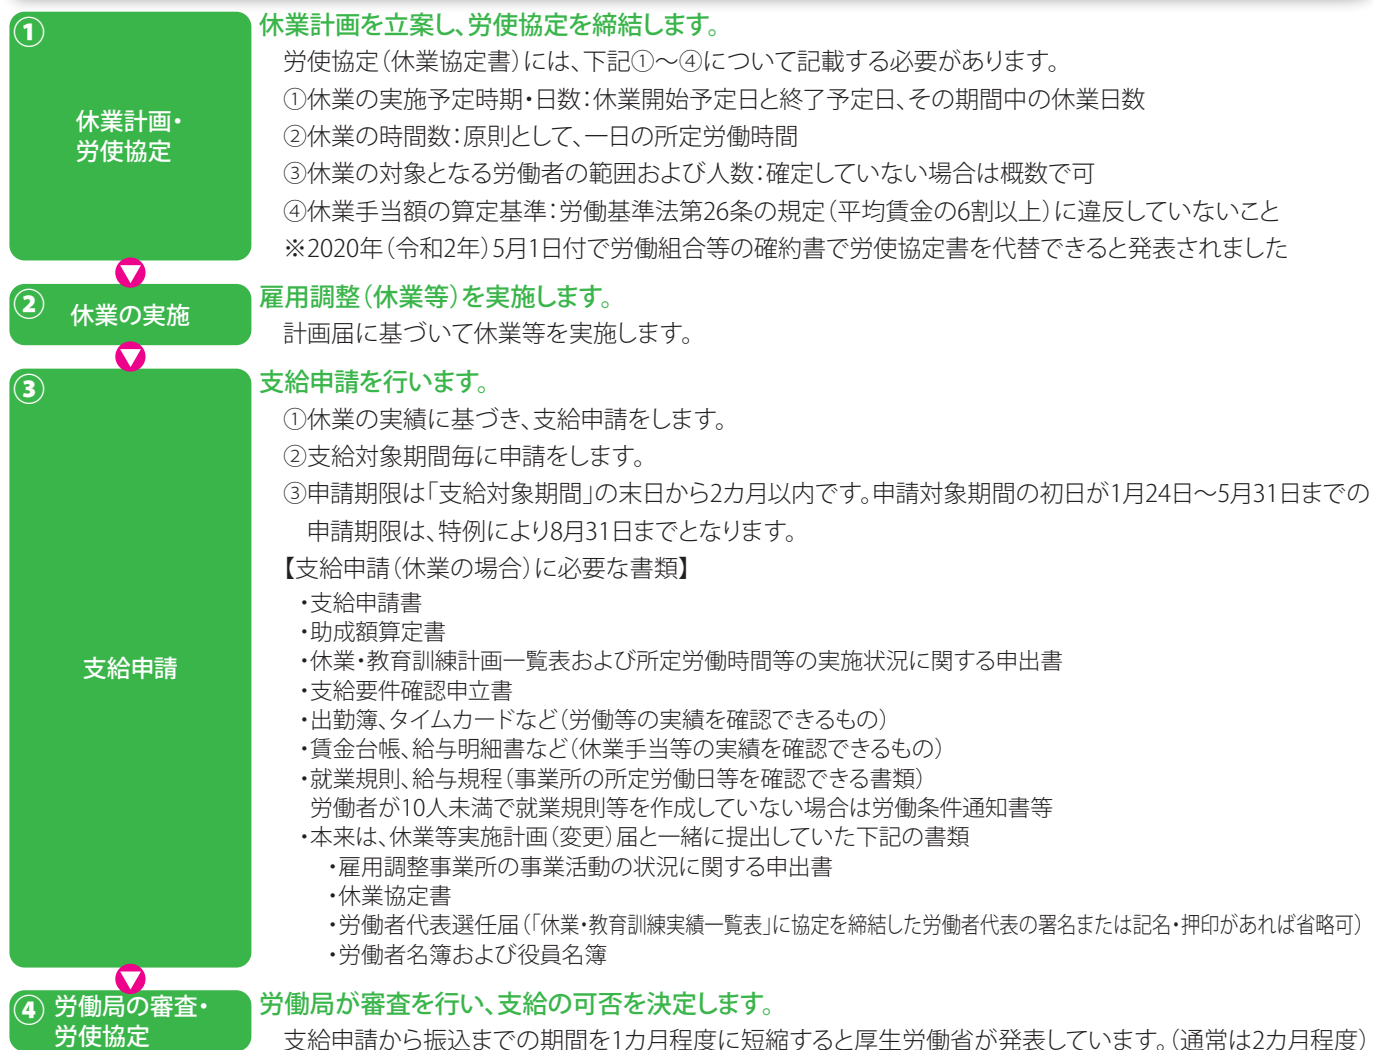 ①
休業計画・
労使協定
休業計画を立案し、労使協定を締結します。
労使協定（休業協定書）には、下記①～④について記載する必要があります。
①休業の実施予定時期・日数：休業開始予定日と終了予定日、その期間中の休業日数
②休業の時間数：原則として、一日の所定労働時間
③休業の対象となる労働者の範囲および人数：確定していない場合は概数で可
④休業手当額の算定基準：労働基準法第26条の規定（平均賃金の6割以上）に違反していないこと
※2020年（令和2年）5月1日付で労働組合等の確約書で労使協定書を代替できると発表されました
②
休業の実施
雇用調整（休業等）を実施します。
計画届に基づいて休業等を実施します。
③
支給申請
支給申請を行います。
①休業の実績に基づき、支給申請をします。
②支給対象期間毎に申請をします。
③申請期限は「支給対象期間」の末日から2カ月以内です。申請対象期間の初日が1月24日～5月31日までの
申請期限は、特例により8月31日までとなります。
【支給申請（休業の場合）に必要な書類】
・支給申請書
・助成額算定書
・休業・教育訓練計画一覧表および所定労働時間等の実施状況に関する申出書
・支給要件確認申立書
・出勤簿、タイムカードなど（労働等の実績を確認できるもの）
・賃金台帳、給与明細書など（休業手当等の実績を確認できるもの）
・就業規則、給与規程（事業所の所定労働日等を確認できる書類）
労働者が10人未満で就業規則等を作成していない場合は労働条件通知書等
・本来は、休業等実施計画（変更）届と一緒に提出していた下記の書類
・雇用調整事業所の事業活動の状況に関する申出書
・休業協定書
・労働者代表選任届（「休業・教育訓練実績一覧表」に協定を締結した労働者代表の署名または記名・押印があれば省略可）
・労働者名簿および役員名簿
④
労働局の審査・
労使協定
労働局が審査を行い、支給の可否を決定します。
支給申請から振込までの期間を1カ月程度に短縮すると厚生労働省が発表しています。（通常は2カ月程度）